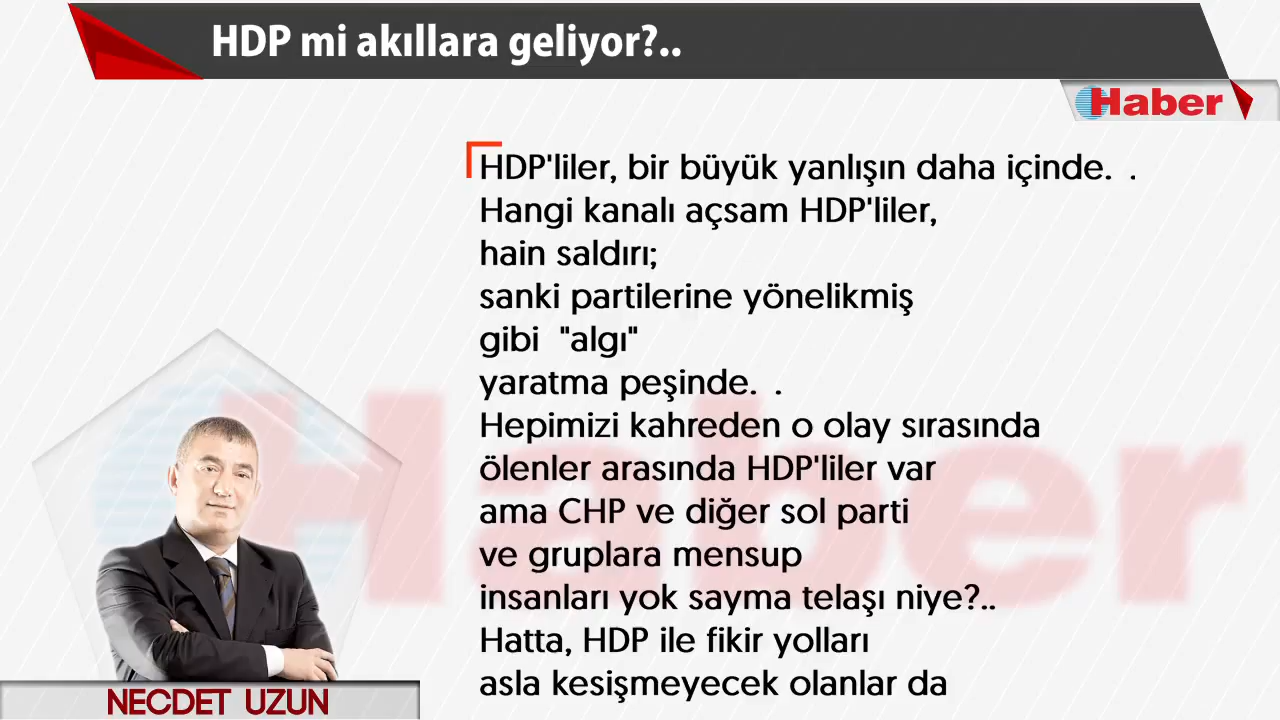 HDP mi akıllara geliyor?..
Haber
HDP'liler, bir büyük yanlışın daha içinde. .
Hangi kanalı açsam HDP'liler,
hain saldırı;
sanki partilerine yönelikmiş
gibi "algı"
yaratma peşinde. .
Hepimizi kahreden o olay sırasında
ölenler arasında HDP'liler var
ama CHP ve diğer sol parti
ve gruplara mensup
insanları yok sayma telaşı niye?..
Hatta, HDP ile fikir yolları
asla kesişmeyecek olanlar da
Haber
NECDET UZUN